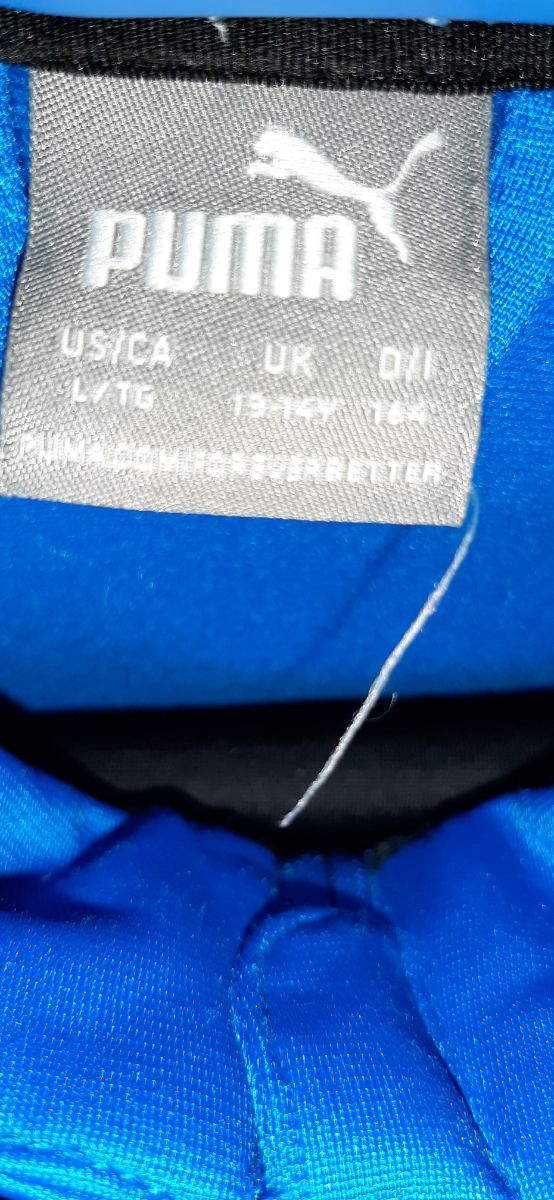 PUMA
US/CA UK D/I
L/TG 13-14Y 164
PUMA.COM/FOREVERBETTER